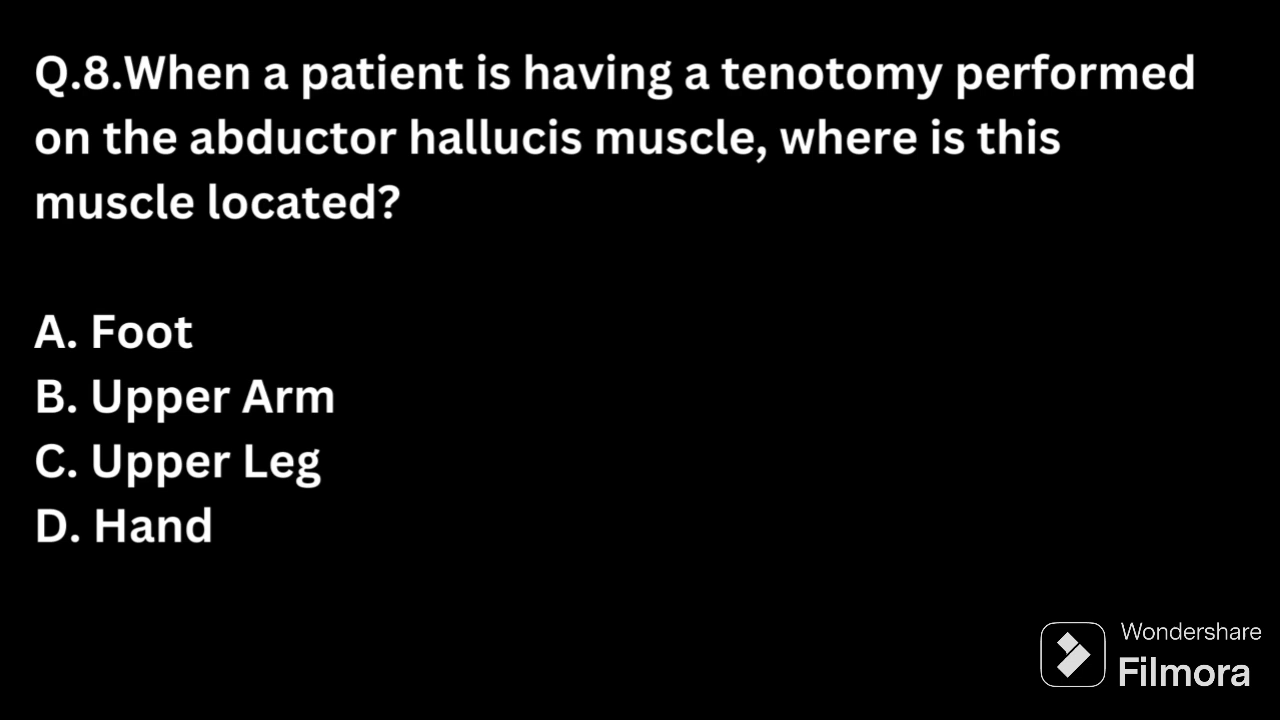 Q.8.When a patient is having a tenotomy performed
on the abductor hallucis muscle, where is this
muscle located?
A. Foot
B. Upper Arm
C. Upper Leg
D. Hand
Wondershare
Filmora